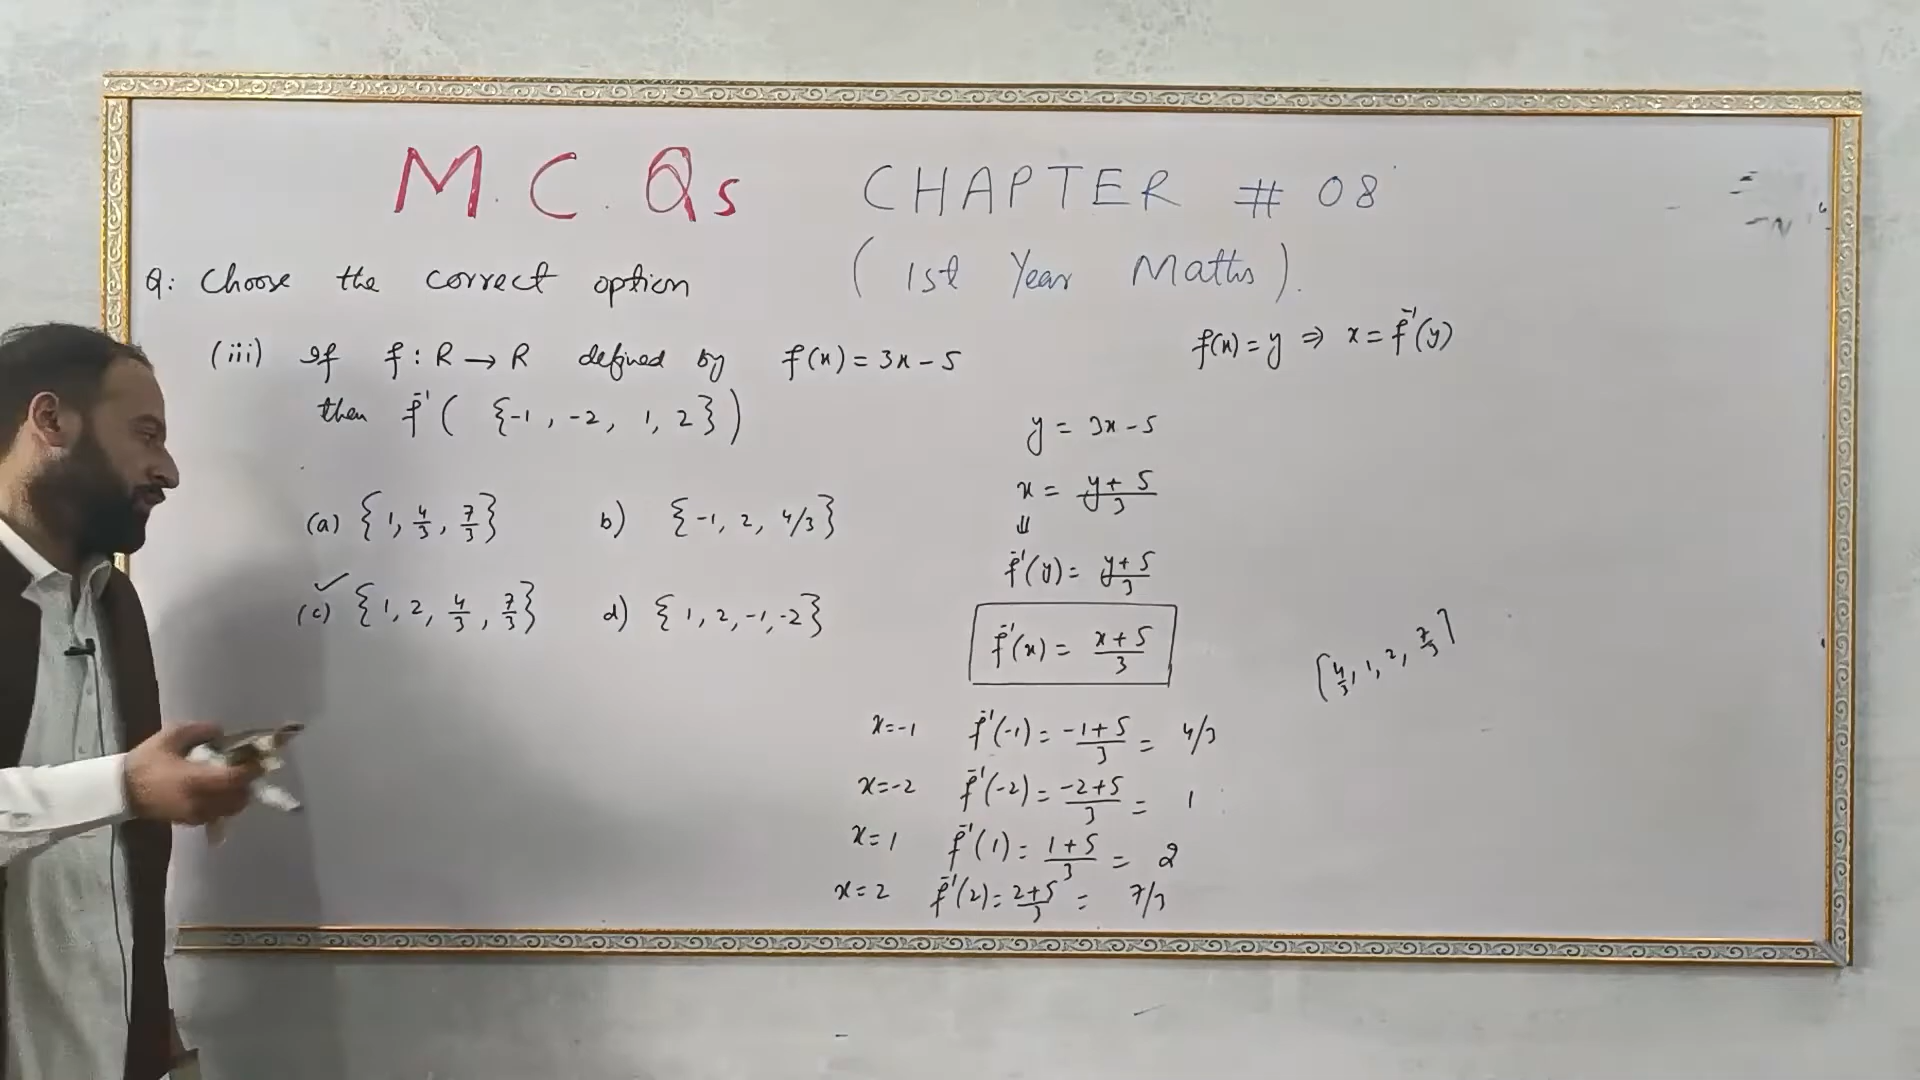 M.C.Qs CHAPTER # 08
(1st Year Maths).
Q: Choose the correct option
(iii) If f : R → R defined by f(x) = 3x - 5
then f⁻¹( {-1, -2, 1, 2} )
(a) {1, 4/3, 7/3} b) {-1, 2, 4/3}
✓(c) {1, 2, 4/3, 7/3} d) {1, 2, -1, -2}
f(x) = y ⇒ x = f⁻¹(y)
y = 3x - 5
x = y+5/3
⇓
f⁻¹(y) = y+5/3
f⁻¹(x) = x+5/3
x=-1 f⁻¹(-1) = -1+5/3 = 4/3
x=-2 f⁻¹(-2) = -2+5/3 = 1
x=1 f⁻¹(1) = 1+5/3 = 2
x=2 f⁻¹(2) = 2+5/3 = 7/3
{4/3, 1, 2, 7/3}